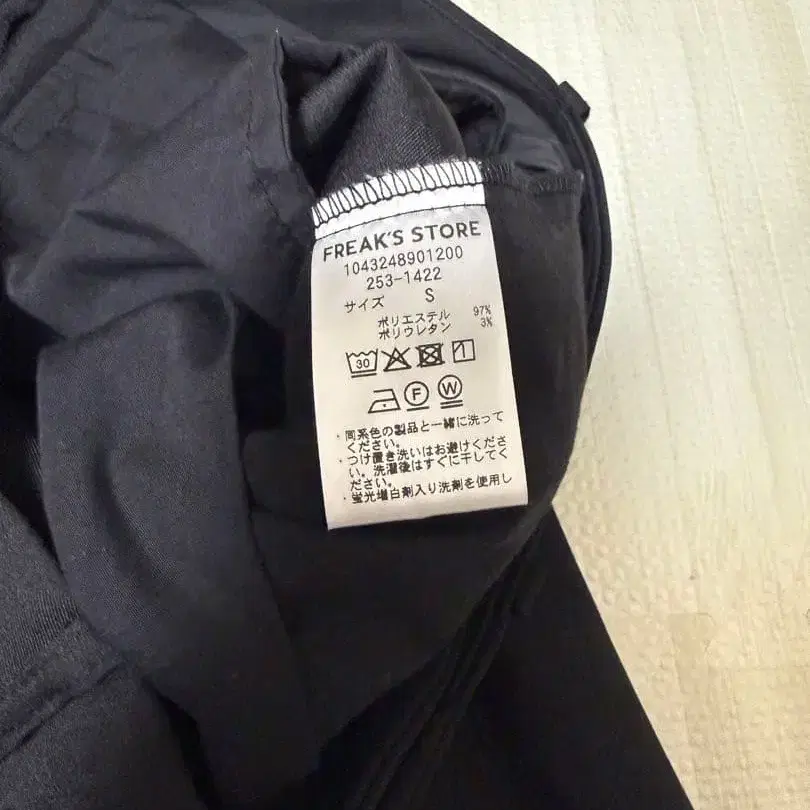 FREAK'S STORE
1043248901200
253-1422
サイズ S
ポリエステル 97%
ポリウレタン 3%
30
F W
・同系色の製品と一緒に洗って
ください。
・つけ置き洗いはお避けくださ
い。洗濯後はすぐに干してく
ださい。
・蛍光増白剤入り洗剤を使用し